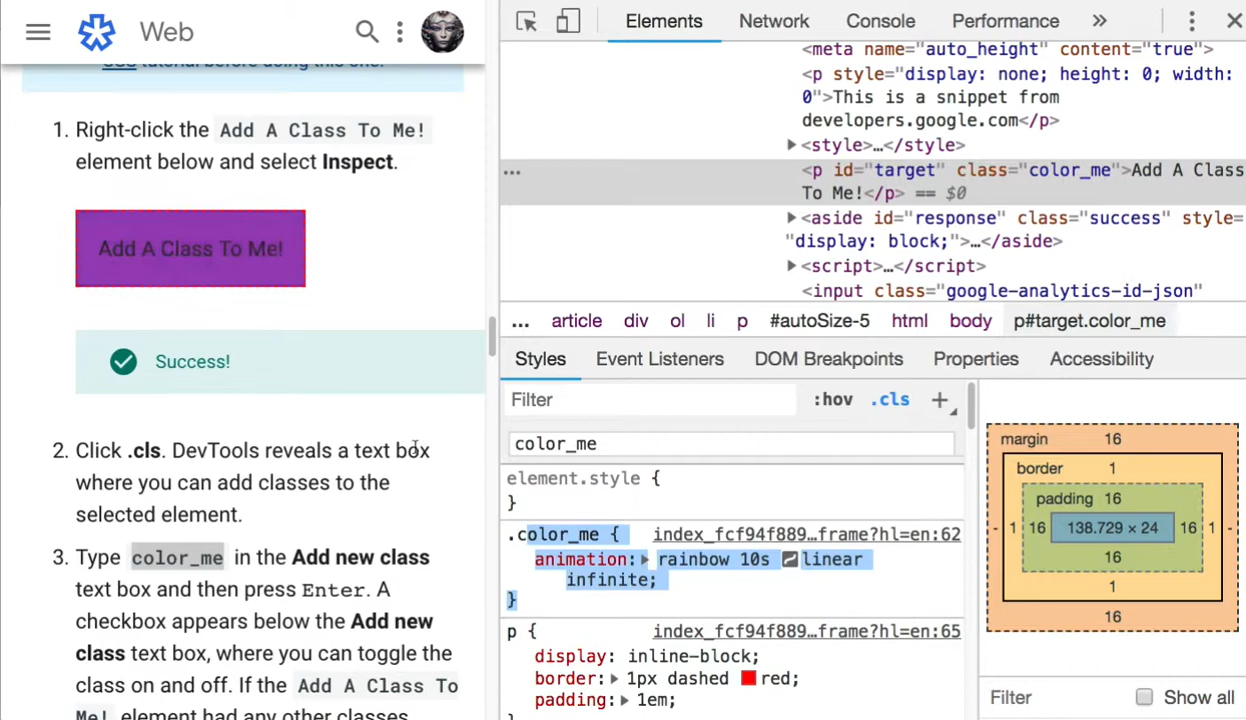 Web
CSS tutorial before using this one.
1. Right-click the Add A Class To Me!
element below and select Inspect.
Add A Class To Me!
Success!
2. Click .cls. DevTools reveals a text box
where you can add classes to the
selected element.
3. Type color_me in the Add new class
text box and then press Enter. A
checkbox appears below the Add new
class text box, where you can toggle the
class on and off. If the Add A Class To
Me! element had any other classes
Elements Network Console Performance »
<meta name="auto_height" content="true">
<p style="display: none; height: 0; width:
0">This is a snippet from
developers.google.com</p>
<style>…</style>
… <p id="target" class="color_me">Add A Class
To Me!</p> == $0
<aside id="response" class="success" style=
"display: block;">…</aside>
<script>…</script>
<input class="google-analytics-id-json"
… article div ol li p #autoSize-5 html body p#target.color_me
Styles Event Listeners DOM Breakpoints Properties Accessibility
Filter :hov .cls +
color_me
element.style {
}
.color_me { index_fcf94f889…frame?hl=en:62
animation: rainbow 10s linear
infinite;
}
p { index_fcf94f889…frame?hl=en:65
display: inline-block;
border: 1px dashed red;
padding: 1em;
margin 16
border 1
padding 16
- 1 16 138.729 × 24 16 1 -
16
1
16
Filter Show all